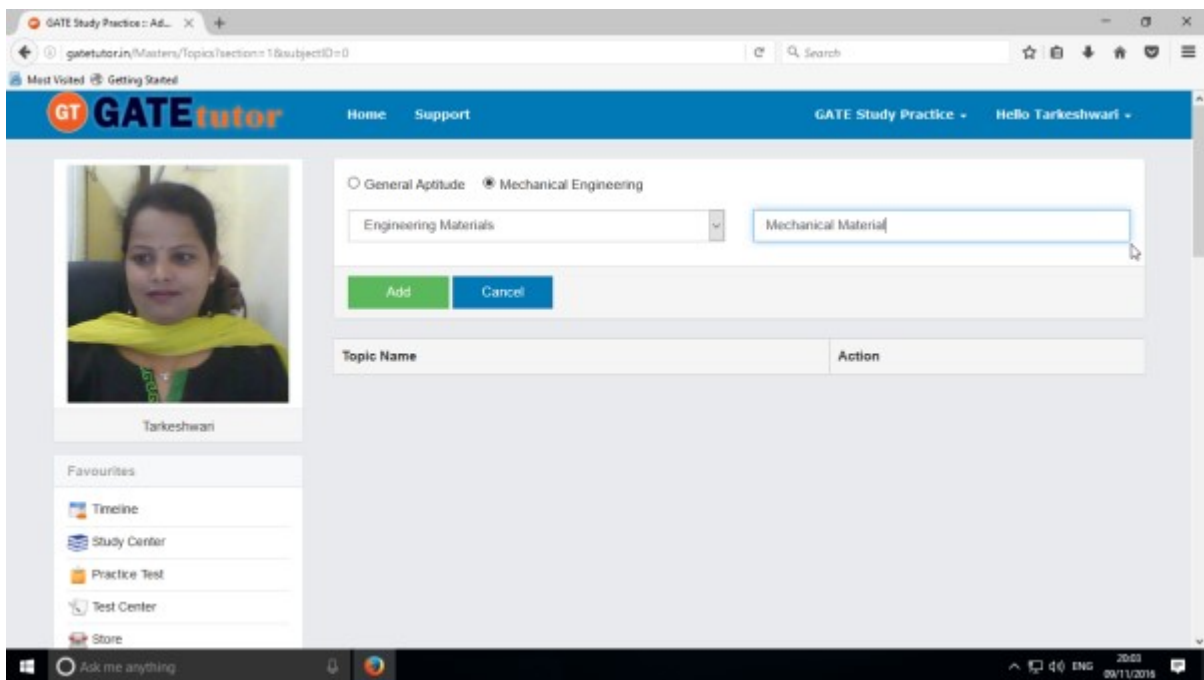 GATE Study Practice :: Ad...
gatetutor.in/Masters/Topics?section=1&subjectID=0
Search
Most Visited Getting Started
GT GATEtutor Home Support GATE Study Practice Hello Tarkeshwari
General Aptitude Mechanical Engineering
Engineering Materials Mechanical Material
Add Cancel
Topic Name Action
Tarkeshwari
Favourites
Timeline
Study Center
Practice Test
Test Center
Store
Ask me anything ENG 20:03
09/11/2016